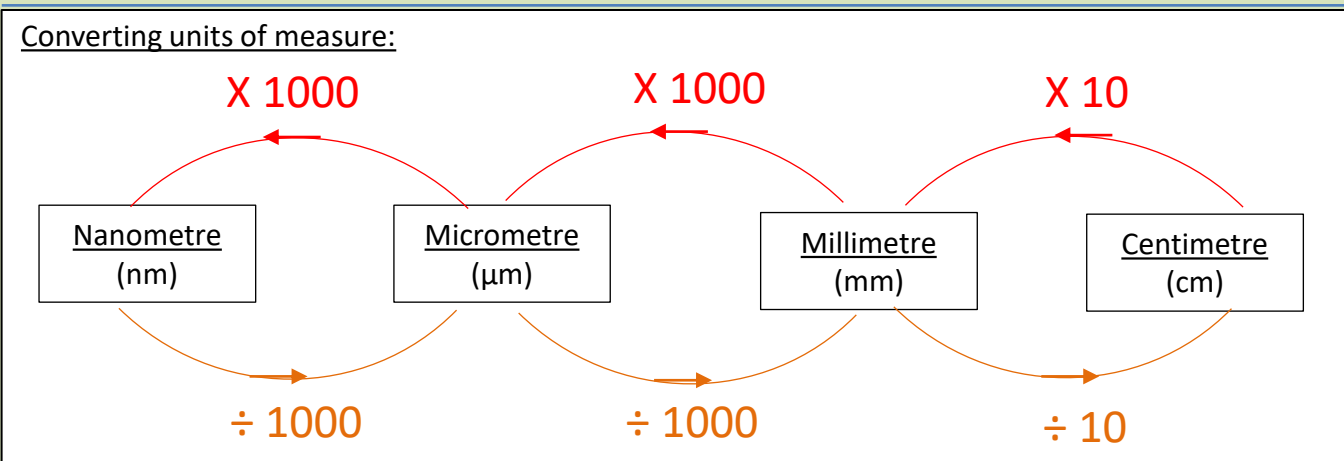 Converting units of measure:
X 1000
X 1000
X 10
Nanometre
(nm)
Micrometre
(µm)
Millimetre
(mm)
Centimetre
(cm)
÷ 1000
÷ 1000
÷ 10